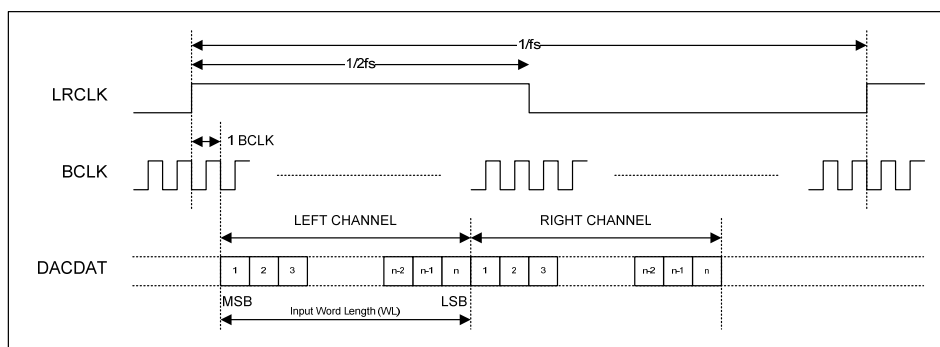 1/fs
1/2fs
LRCLK
1 BCLK
BCLK
LEFT CHANNEL RIGHT CHANNEL
DACDAT 1 2 3 n-2 n-1 n 1 2 3 n-2 n-1 n
MSB LSB
Input Word Length (WL)